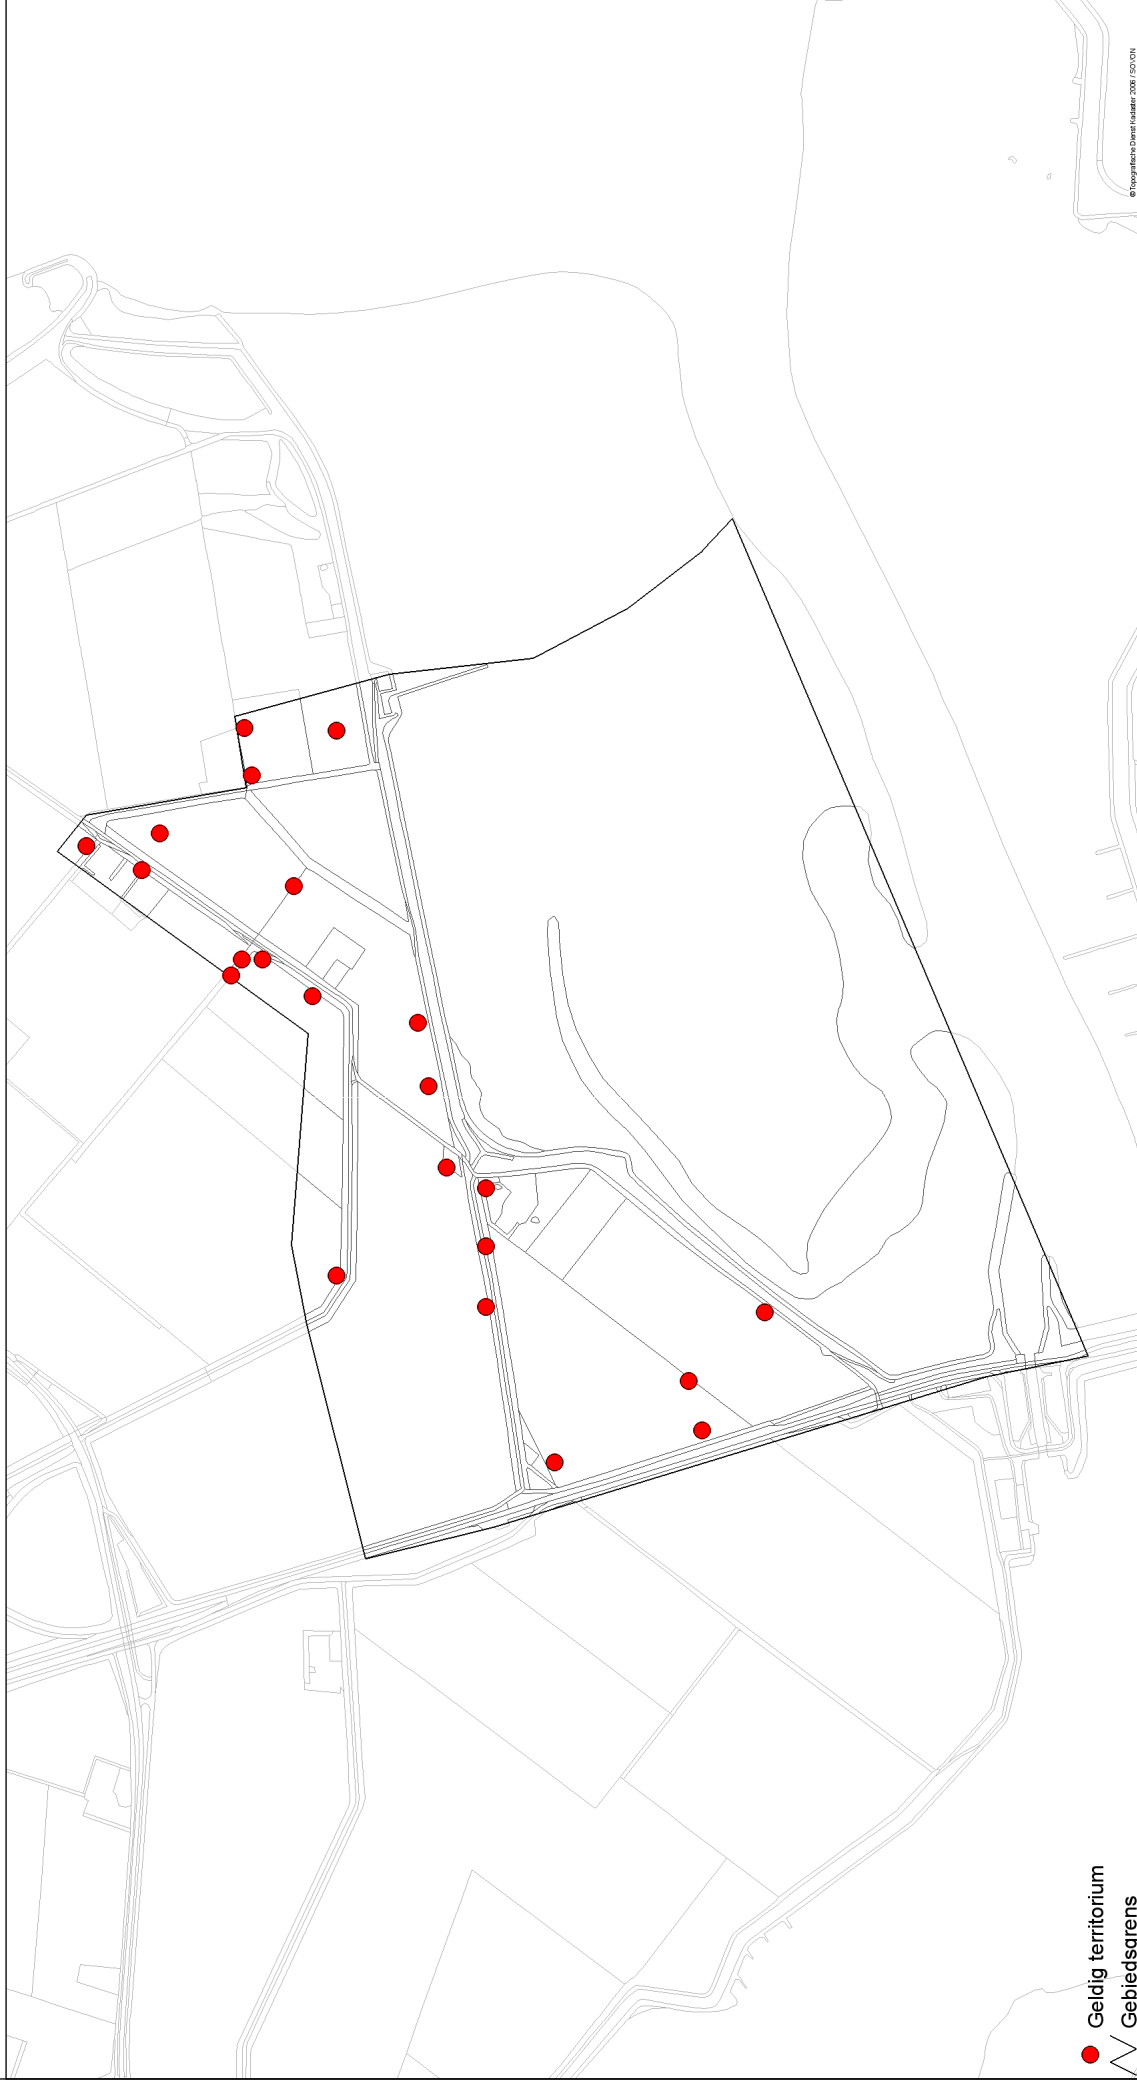 Geldig territorium
Gebiedsgrens
© Topografische Dienst Kadaster 2006 / SOVON